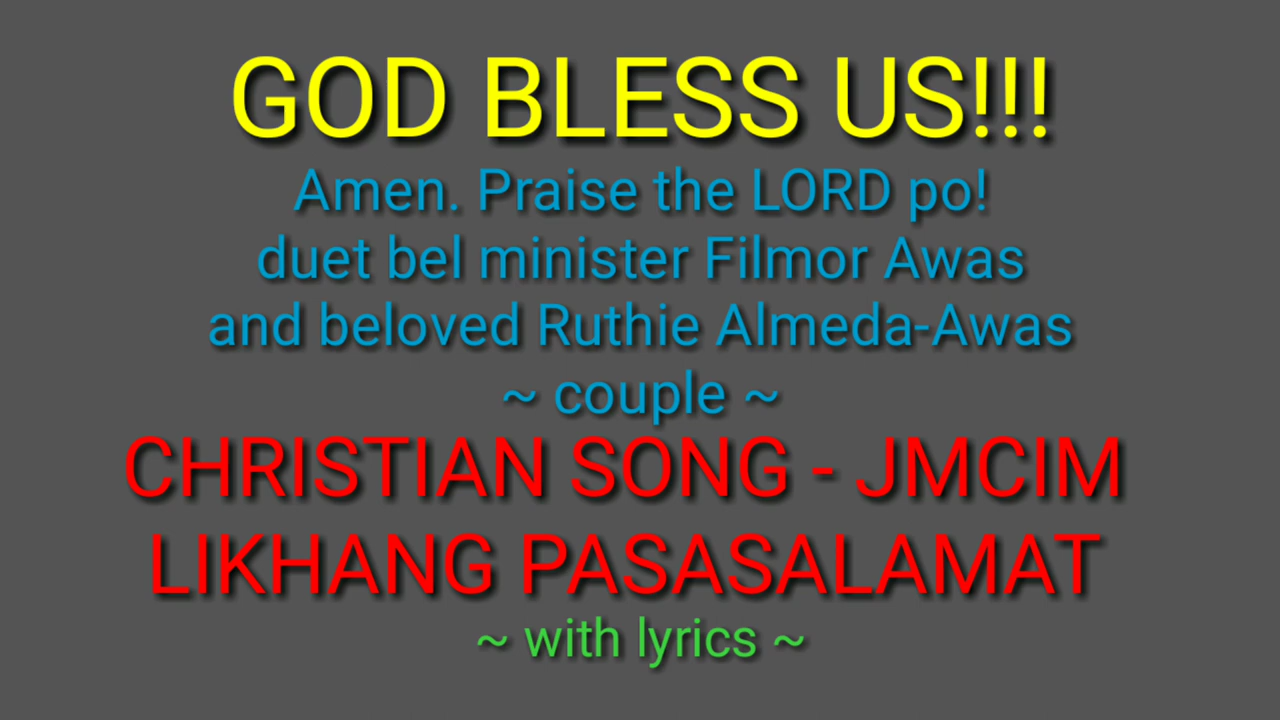 GOD BLESS US!!!
Amen. Praise the LORD po!
duet bel minister Filmor Awas
and beloved Ruthie Almeda-Awas
~ couple ~
CHRISTIAN SONG - JMCIM
LIKHANG PASASALAMAT
~ with lyrics ~